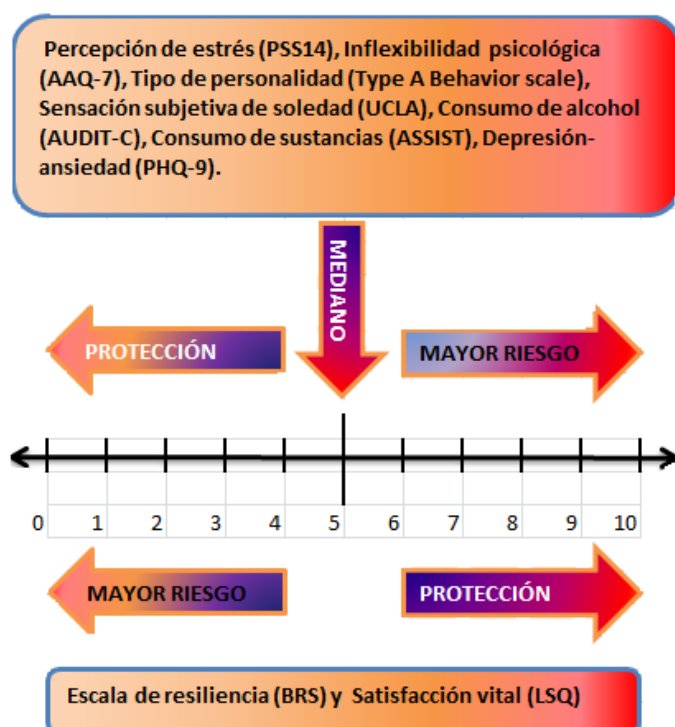 Percepción de estrés (PSS14), Inflexibilidad psicológica
(AAQ-7), Tipo de personalidad (Type A Behavior scale),
Sensación subjetiva de soledad (UCLA), Consumo de alcohol
(AUDIT-C), Consumo de sustancias (ASSIST), Depresión-
ansiedad (PHQ-9).
MEDIANO
PROTECCIÓN
MAYOR RIESGO
0 1 2 3 4 5 6 7 8 9 10
MAYOR RIESGO
PROTECCIÓN
Escala de resiliencia (BRS) y Satisfacción vital (LSQ)